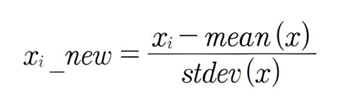 xᵢ_new = (xᵢ − mean(x)) / stdev(x)